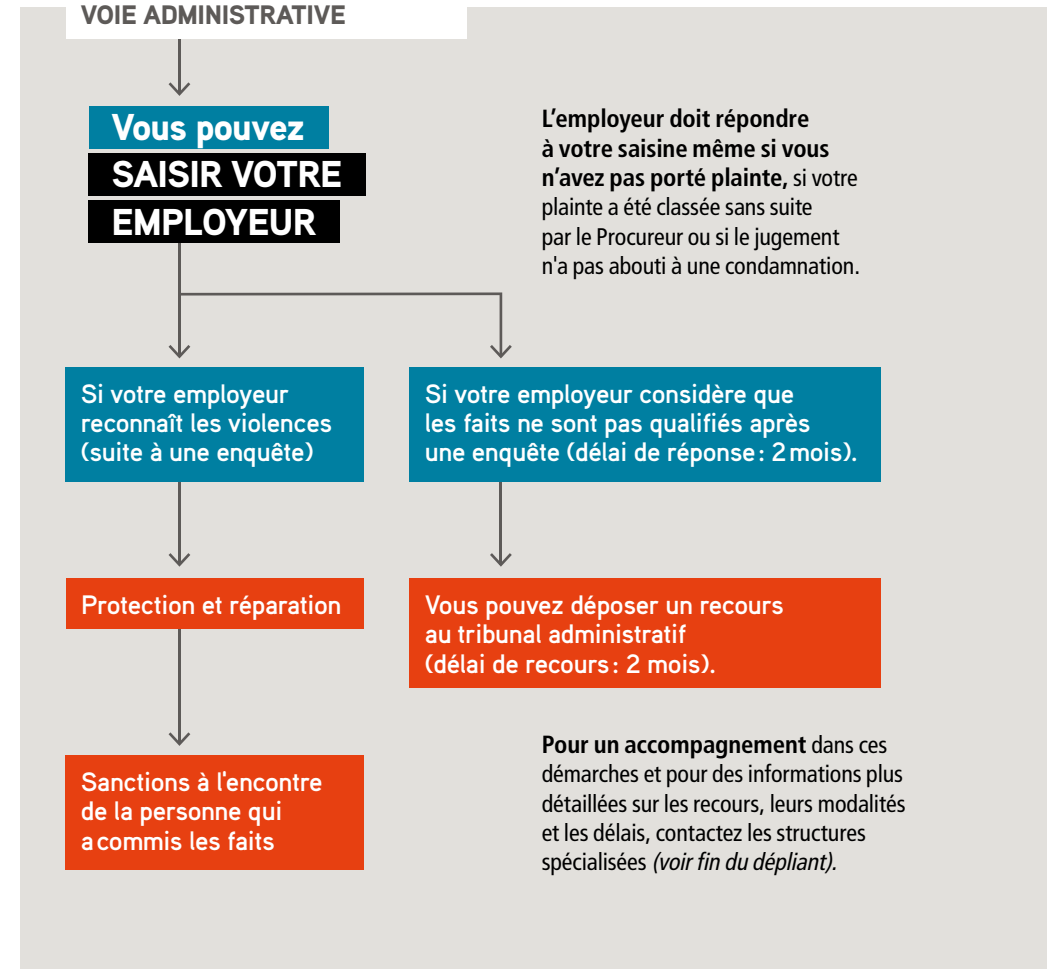 VOIE ADMINISTRATIVE
Vous pouvez
SAISIR VOTRE
EMPLOYEUR
L’employeur doit répondre
à votre saisine même si vous
n’avez pas porté plainte, si votre
plainte a été classée sans suite
par le Procureur ou si le jugement
n'a pas abouti à une condamnation.
Si votre employeur
reconnaît les violences
(suite à une enquête)
Si votre employeur considère que
les faits ne sont pas qualifiés après
une enquête (délai de réponse : 2 mois).
Protection et réparation
Vous pouvez déposer un recours
au tribunal administratif
(délai de recours : 2 mois).
Sanctions à l'encontre
de la personne qui
a commis les faits
Pour un accompagnement dans ces
démarches et pour des informations plus
détaillées sur les recours, leurs modalités
et les délais, contactez les structures
spécialisées (voir fin du dépliant).